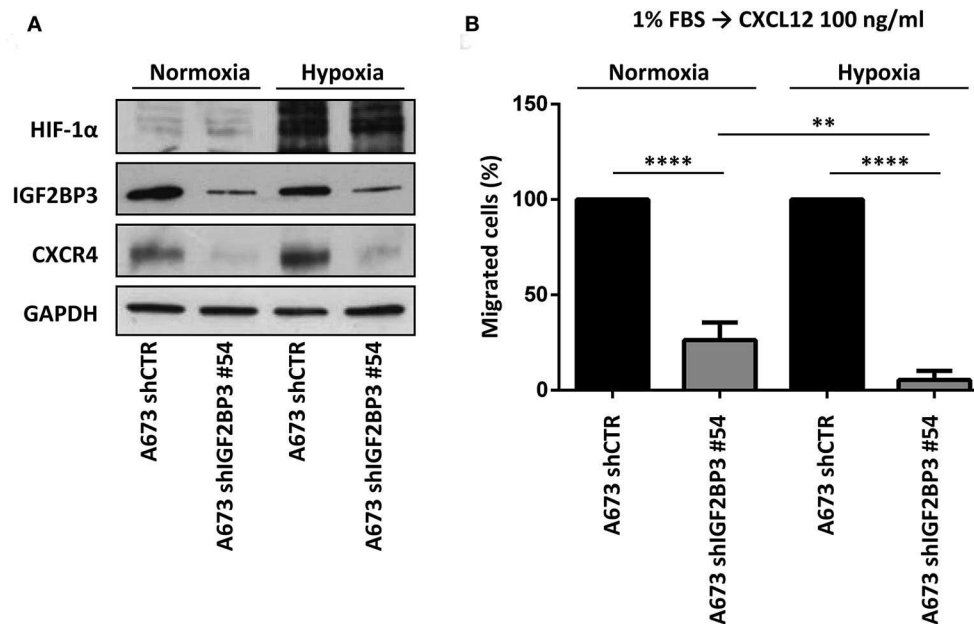 A
Normoxia Hypoxia
HIF-1α
IGF2BP3
CXCR4
GAPDH
A673 shCTR
A673 shIGF2BP3 #54
A673 shCTR
A673 shIGF2BP3 #54
B
1% FBS → CXCL12 100 ng/ml
Normoxia Hypoxia
150
100
50
0
Migrated cells (%)
**
**** ****
A673 shCTR
A673 shIGF2BP3 #54
A673 shCTR
A673 shIGF2BP3 #54